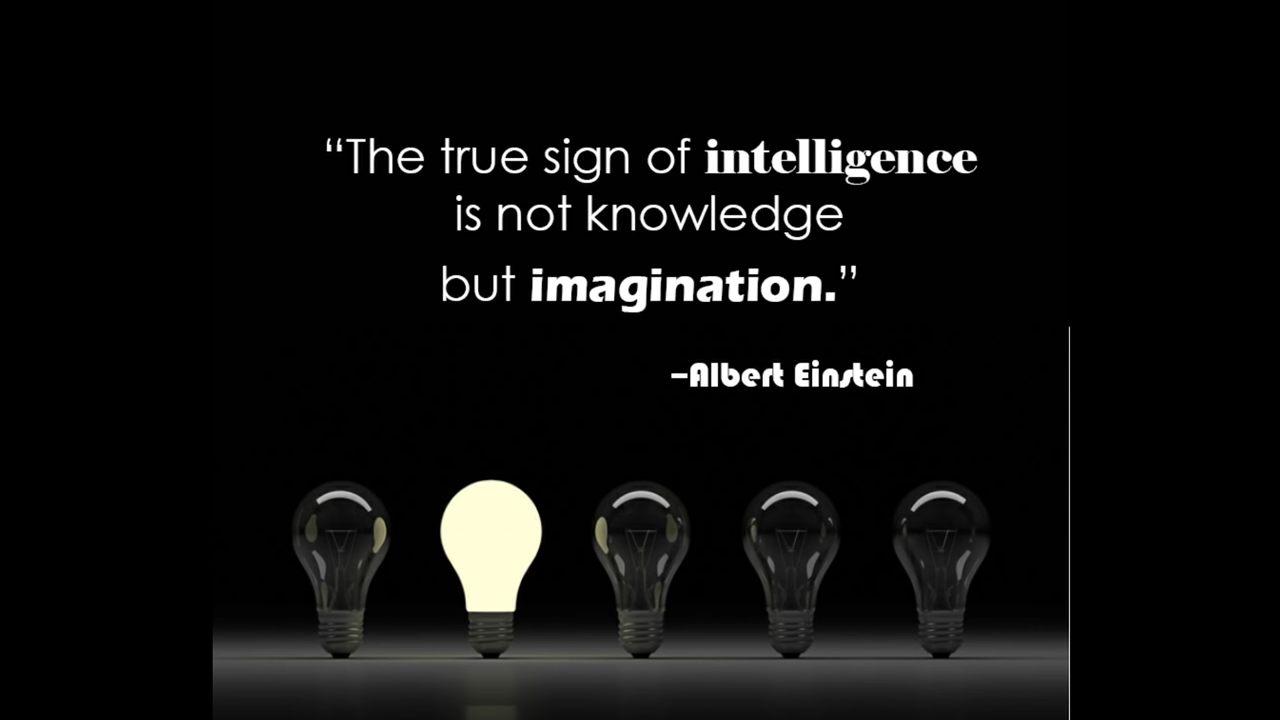 “The true sign of intelligence
is not knowledge
but imagination.”
–Albert Einstein